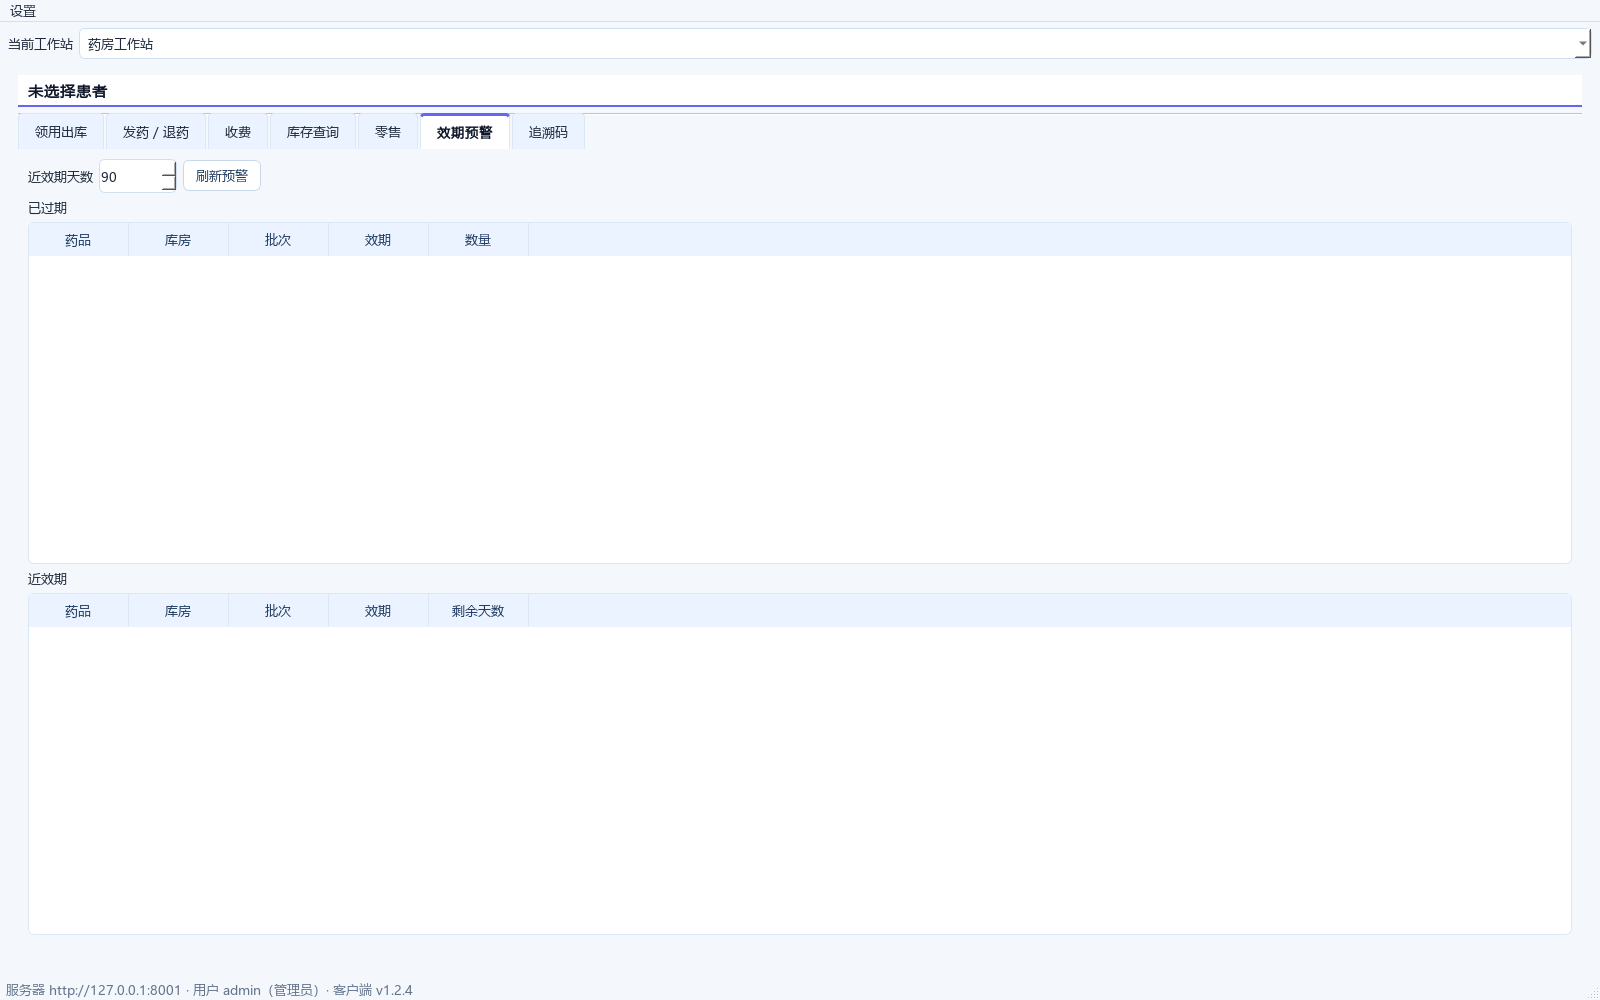 设置
当前工作站 药房工作站
未选择患者
领用出库 发药 / 退药 收费 库存查询 零售 效期预警 追溯码
近效期天数 90 刷新预警
已过期
药品 库房 批次 效期 数量
近效期
药品 库房 批次 效期 剩余天数
服务器 http://127.0.0.1:8001 · 用户 admin（管理员）· 客户端 v1.2.4